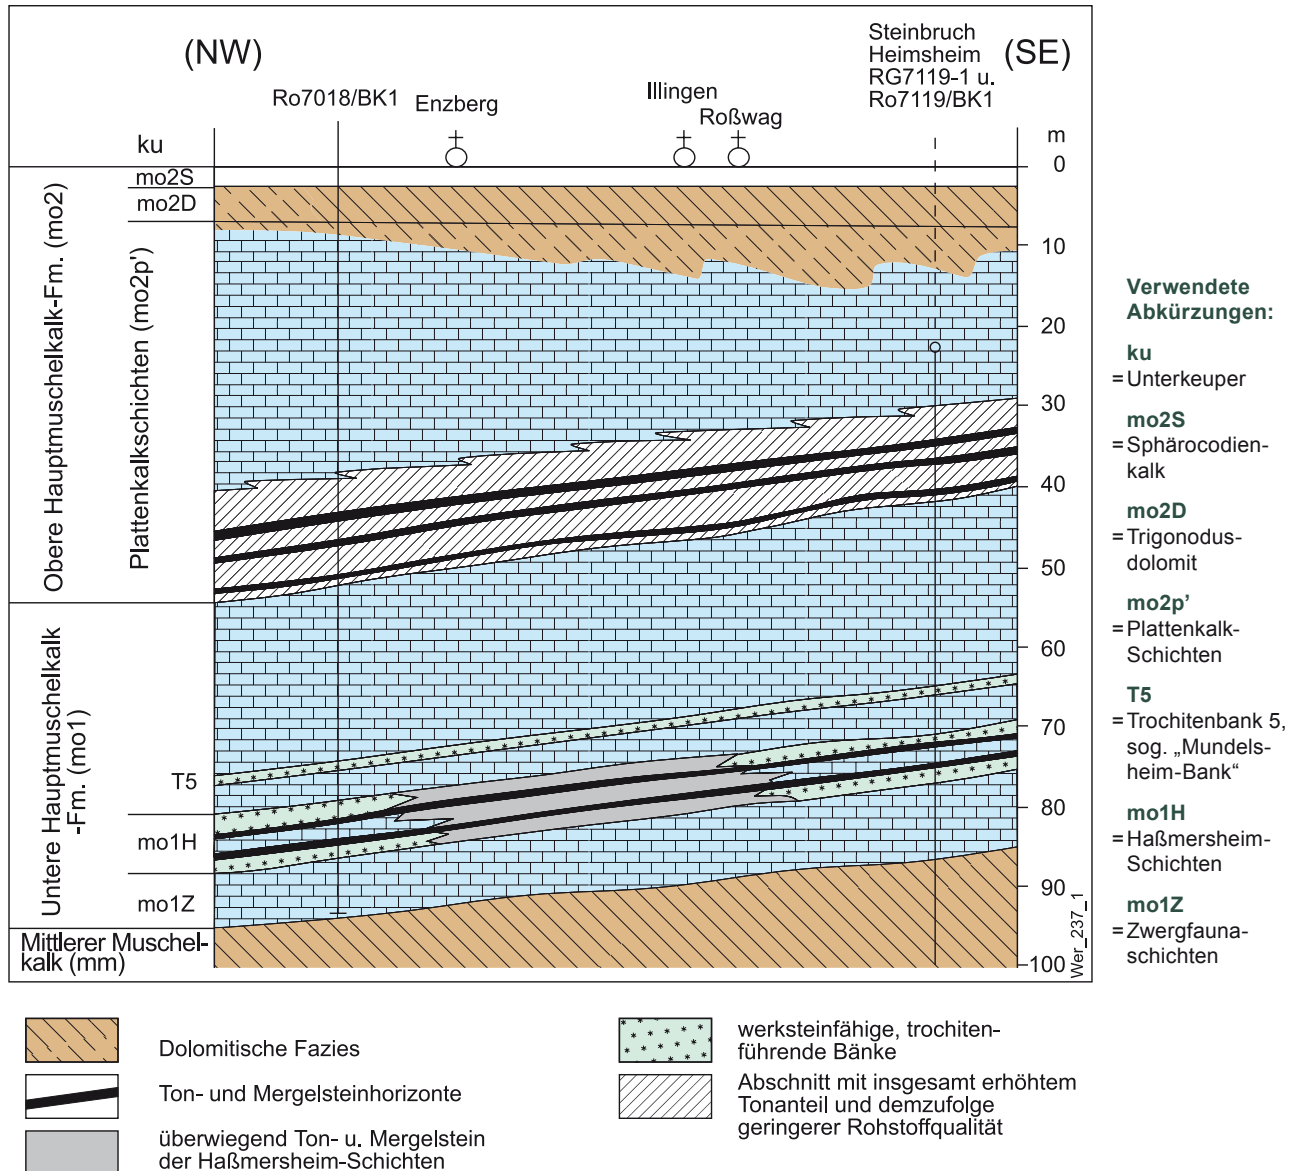 (NW)
(SE)
Steinbruch
Heimsheim
RG7119-1 u.
Ro7119/BK1
Ro7018/BK1
Enzberg
Illingen
Roßwag
ku
m
0
10
20
30
40
50
60
70
80
90
100
mo2S
mo2D
Obere Hauptmuschelkalk-Fm. (mo2)
Plattenkalkschichten (mo2p')
Untere Hauptmuschelkalk
-Fm. (mo1)
T5
mo1H
mo1Z
Mittlerer Muschel-
kalk (mm)
Wer_237_1
Verwendete
Abkürzungen:
ku
= Unterkeuper
mo2S
= Sphärocodien-
kalk
mo2D
= Trigonodus-
dolomit
mo2p’
= Plattenkalk-
Schichten
T5
= Trochitenbank 5,
sog. „Mundels-
heim-Bank“
mo1H
= Haßmersheim-
Schichten
mo1Z
= Zwergfauna-
schichten
Dolomitische Fazies
Ton- und Mergelsteinhorizonte
überwiegend Ton- u. Mergelstein
der Haßmersheim-Schichten
werksteinfähige, trochiten-
führende Bänke
Abschnitt mit insgesamt erhöhtem
Tonanteil und demzufolge
geringerer Rohstoffqualität